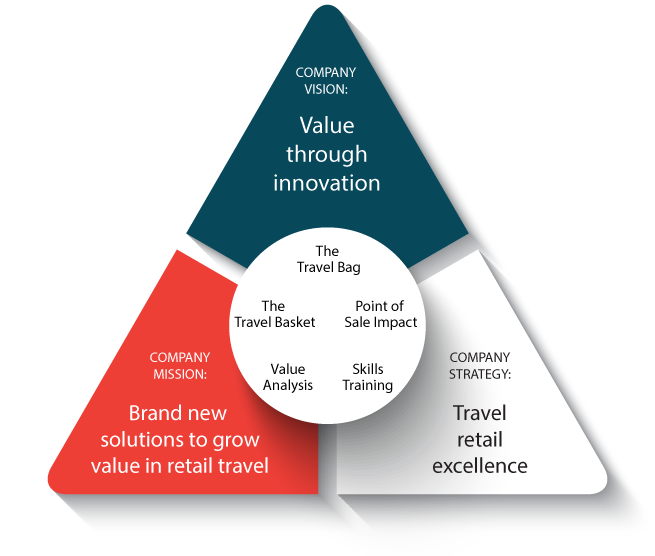 COMPANY
VISION:
Value
through
innovation
The
Travel Bag
The
Travel Basket
Point of
Sale Impact
Value
Analysis
Skills
Training
COMPANY
MISSION:
Brand new
solutions to grow
value in retail travel
COMPANY
STRATEGY:
Travel
retail
excellence